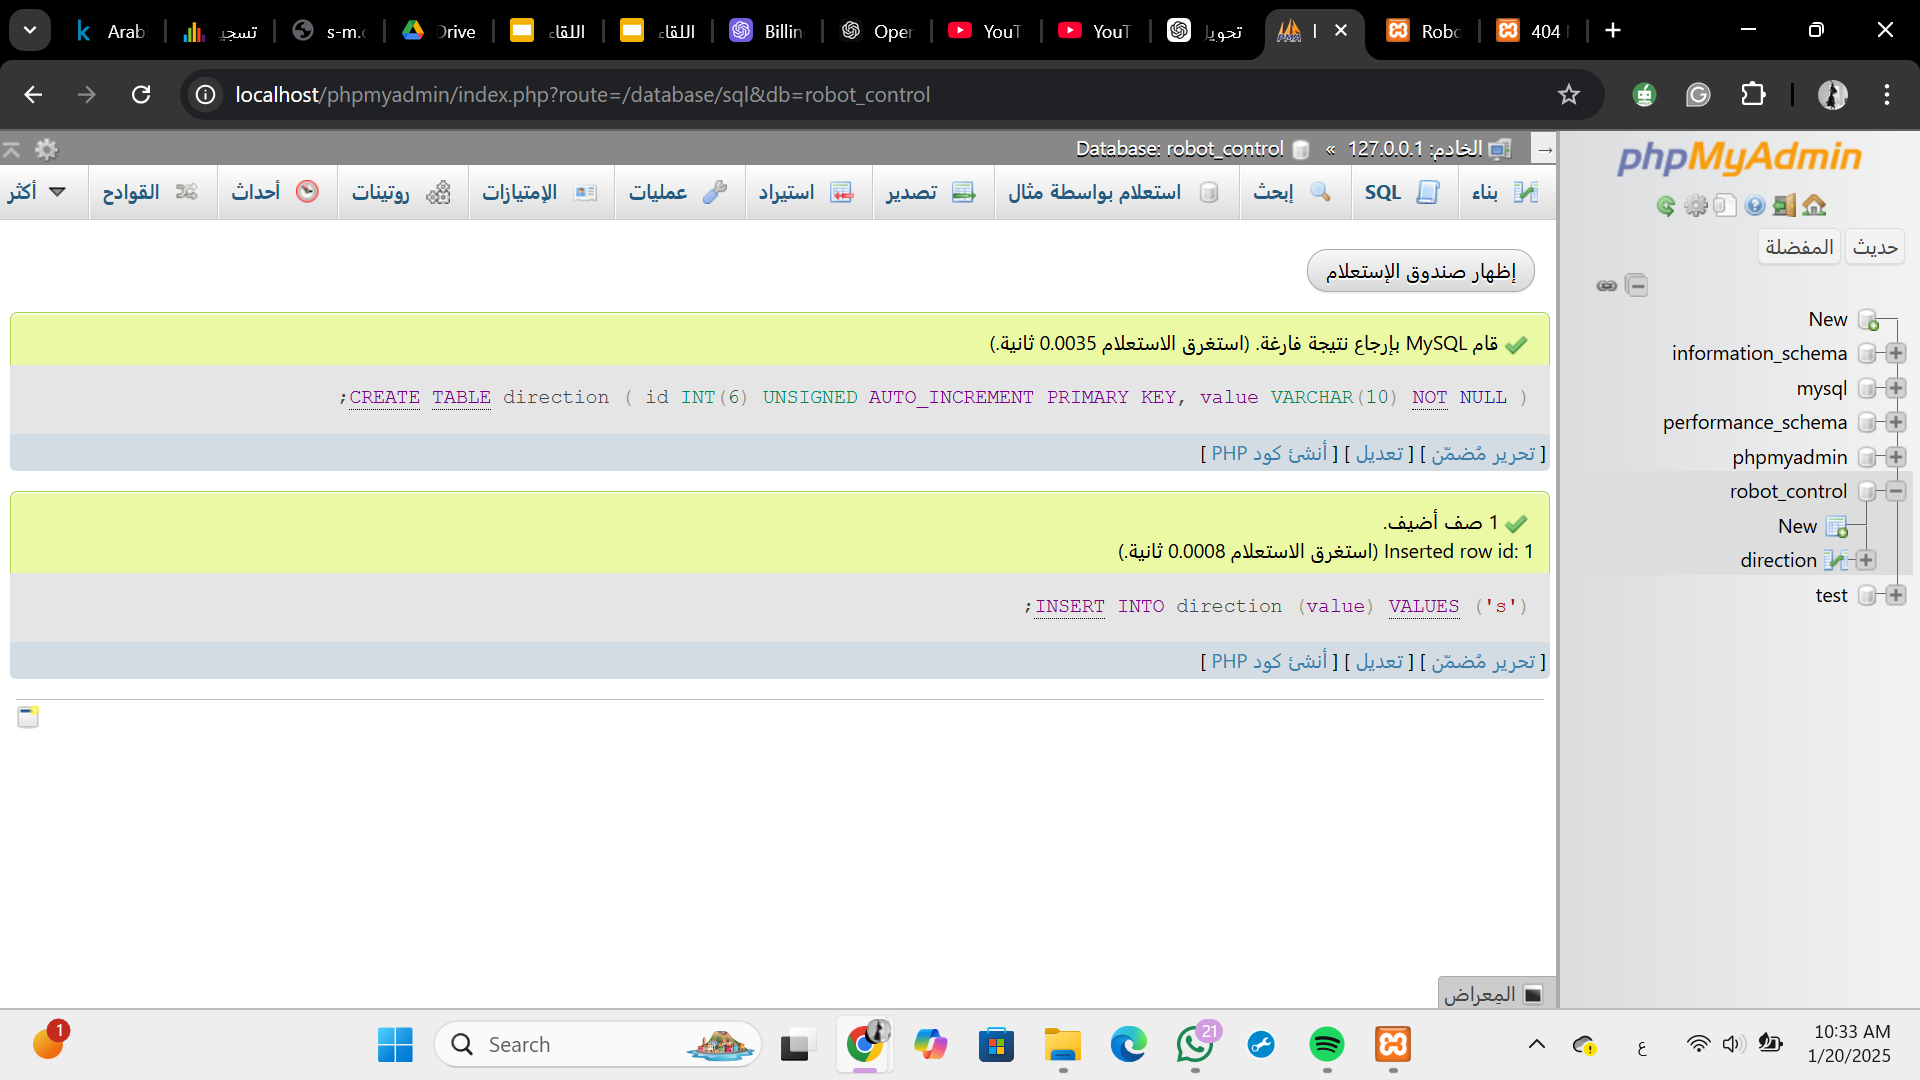 Arab
تسجي
s-m.c
Drive
اللقاء
اللقاء
Billin
Oper
YouT
YouT
تحويل
Robo
404
localhost/phpmyadmin/index.php?route=/database/sql&db=robot_control
الخادم: 127.0.0.1 » Database: robot_control
phpMyAdmin
بناء
SQL
إبحث
استعلام بواسطة مثال
تصدير
استيراد
عمليات
الإمتيازات
روتينات
أحداث
القوادح
أكثر
حديث
المفضلة
إظهار صندوق الإستعلام
قام MySQL بإرجاع نتيجة فارغة. (استغرق الاستعلام 0.0035 ثانية.)
CREATE TABLE direction ( id INT(6) UNSIGNED AUTO_INCREMENT PRIMARY KEY, value VARCHAR(10) NOT NULL );
[ تحرير مُضمّن ] [ تعديل ] [ أنشئ كود PHP ]
1 صف أضيف.
Inserted row id: 1 (استغرق الاستعلام 0.0008 ثانية.)
INSERT INTO direction (value) VALUES ('s');
[ تحرير مُضمّن ] [ تعديل ] [ أنشئ كود PHP ]
New
information_schema
mysql
performance_schema
phpmyadmin
robot_control
New
direction
test
المِعراض
1
Search
21
ع
10:33 AM
1/20/2025